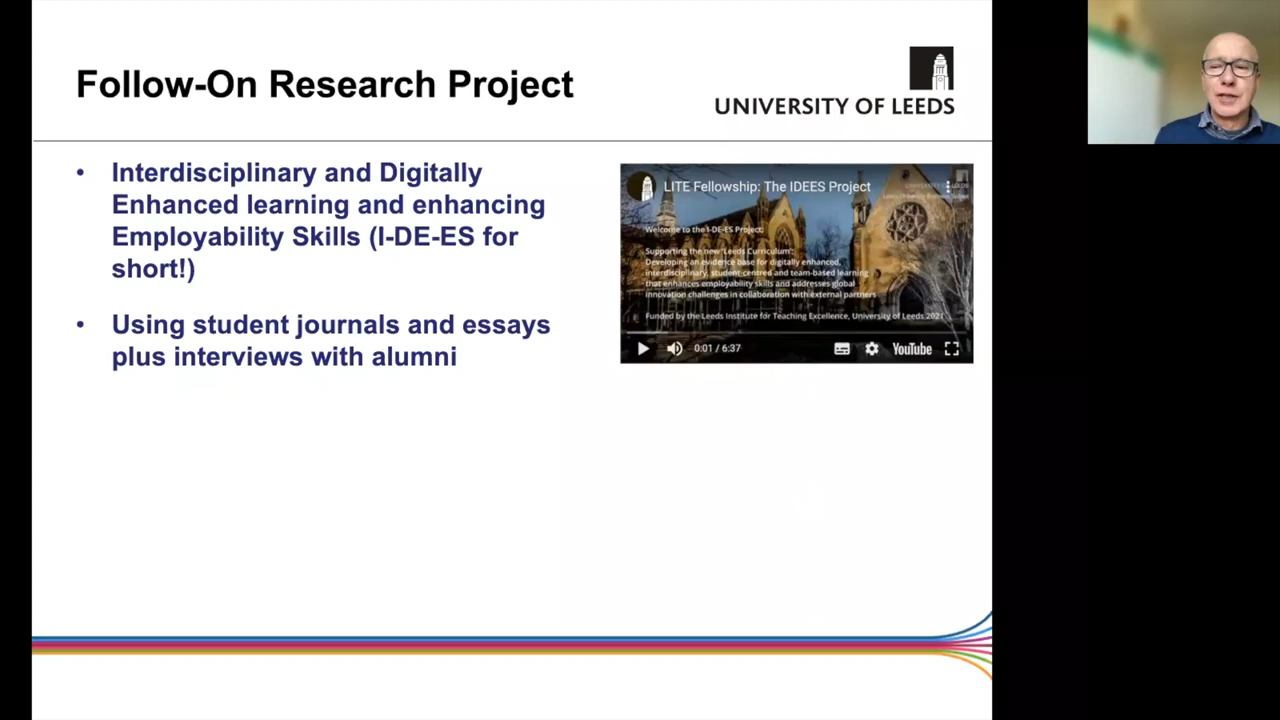 Follow-On Research Project
UNIVERSITY OF LEEDS
• Interdisciplinary and Digitally
Enhanced learning and enhancing
Employability Skills (I-DE-ES for
short!)
• Using student journals and essays
plus interviews with alumni
LITE Fellowship: The IDEES Project
Welcome to the I-DE-ES Project:
Supporting the new 'Leeds Curriculum':
Developing an evidence base for digitally enhanced,
interdisciplinary, student-centred and team-based learning
that enhances employability skills and addresses global
innovation challenges in collaboration with external partners
Funded by the Leeds Institute for Teaching Excellence, University of Leeds 2021
0:01 / 6:37
YouTube